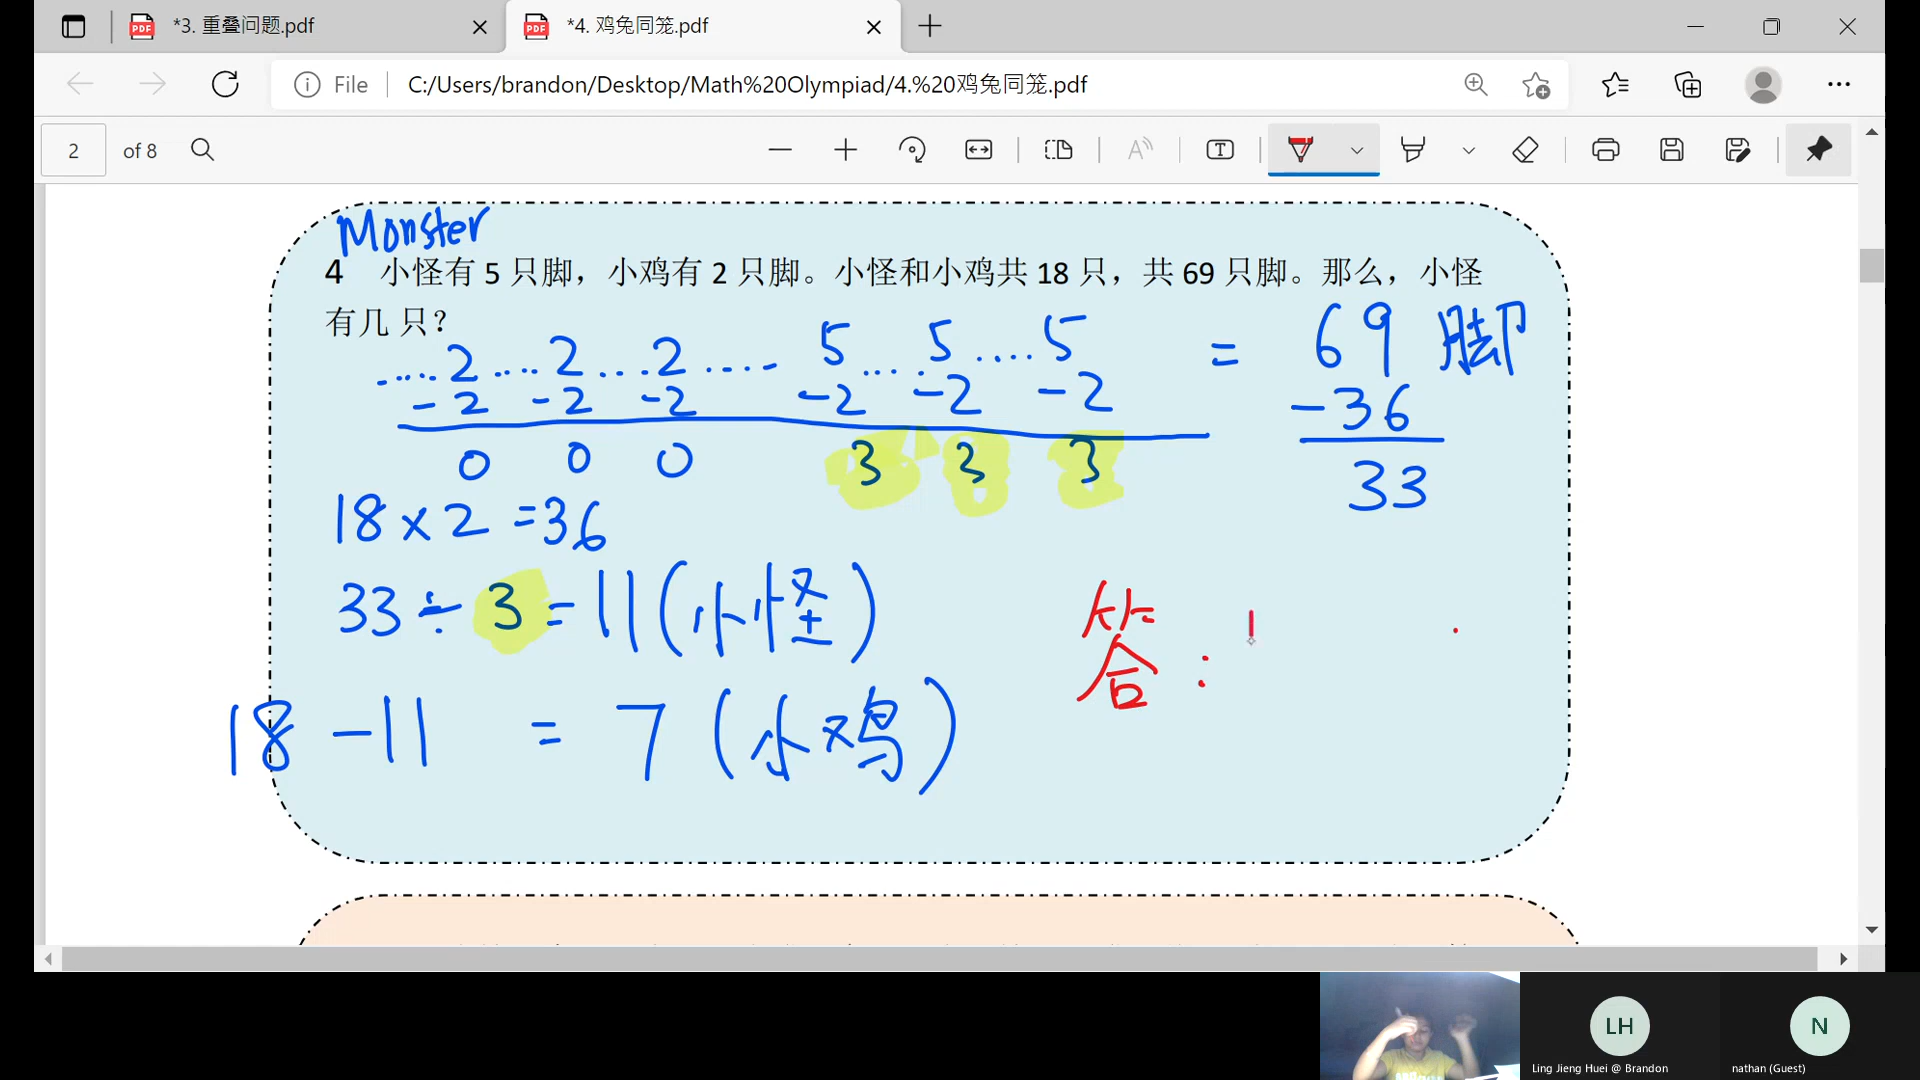 *3. 重叠问题.pdf
*4. 鸡兔同笼.pdf
File C:/Users/brandon/Desktop/Math%20Olympiad/4.%20鸡兔同笼.pdf
2 of 8
Monster
4 小怪有 5 只脚，小鸡有 2 只脚。小怪和小鸡共 18 只，共 69 只脚。那么，小怪
有几 只？
.....2 ....2 ...2 ..... 5 .... 5 ....5 = 69 脚
-2 -2 -2 -2 -2 -2 -36
0 0 0 3 3 3 33
18 × 2 = 36
33 ÷ 3 = 11 (小怪)
答: 1
18 - 11 = 7 (小鸡)
LH
N
Ling Jieng Huei @ Brandon
nathan (Guest)